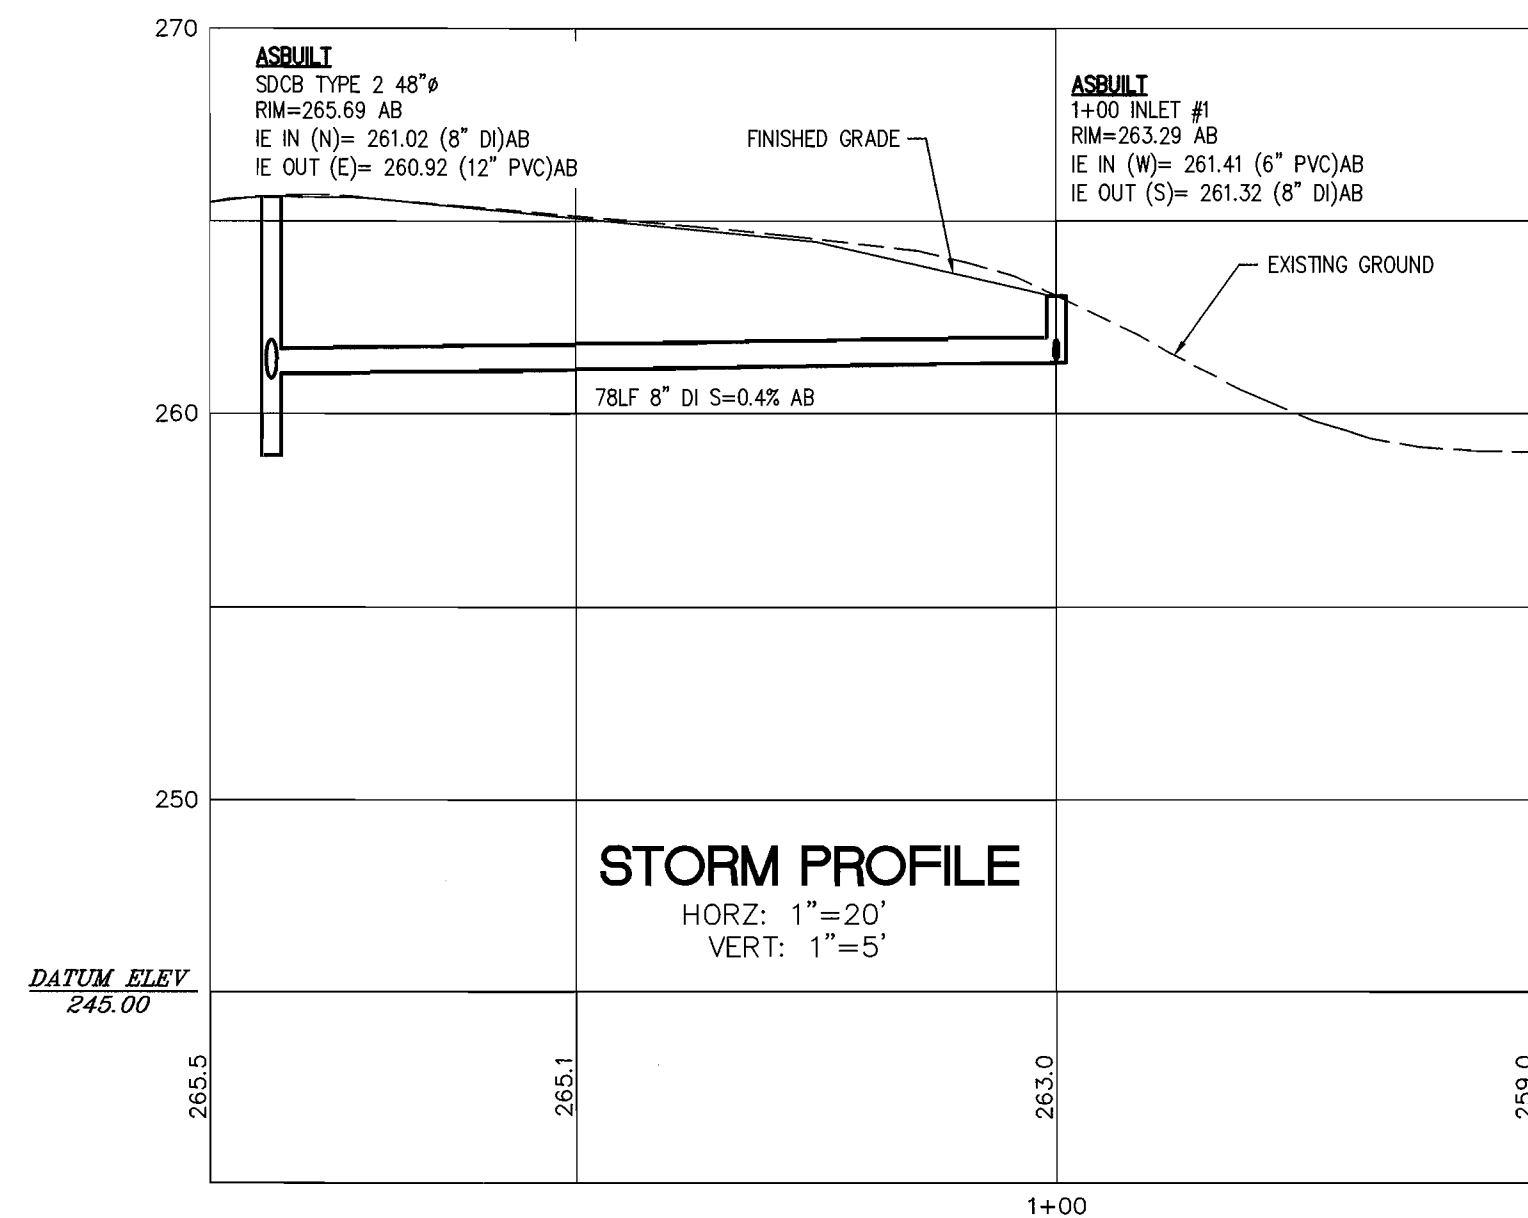 270
ASBUILT
SDCB TYPE 2 48"ø
RIM=265.69 AB
IE IN (N)= 261.02 (8" DI)AB
IE OUT (E)= 260.92 (12" PVC)AB
FINISHED GRADE
ASBUILT
1+00 INLET #1
RIM=263.29 AB
IE IN (W)= 261.41 (6" PVC)AB
IE OUT (S)= 261.32 (8" DI)AB
EXISTING GROUND
78LF 8" DI S=0.4% AB
260
250
STORM PROFILE
HORZ: 1"=20'
VERT: 1"=5'
DATUM ELEV
245.00
265.5
265.1
263.0
259.0
1+00